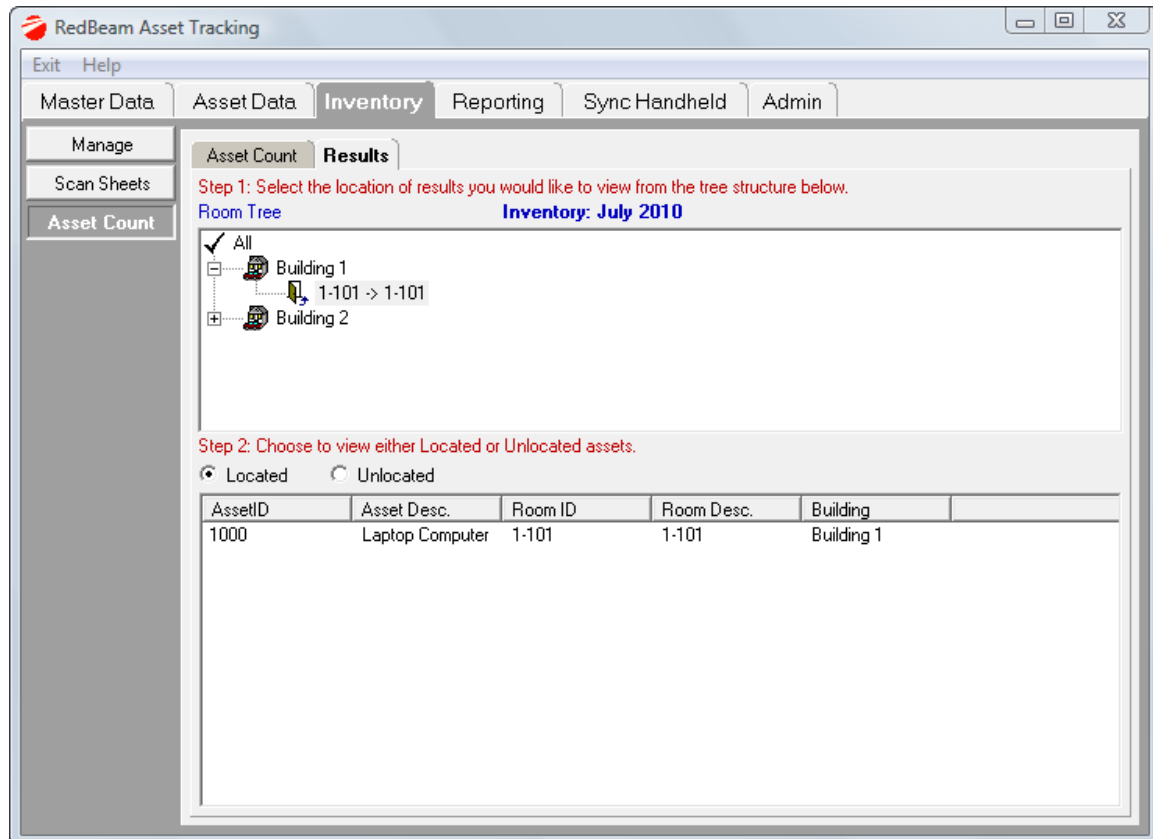 RedBeam Asset Tracking
Exit Help
Master Data Asset Data Inventory Reporting Sync Handheld Admin
Manage
Scan Sheets
Asset Count
Asset Count Results
Step 1: Select the location of results you would like to view from the tree structure below.
Room Tree Inventory: July 2010
All
Building 1
1-101 -> 1-101
Building 2
Step 2: Choose to view either Located or Unlocated assets.
Located Unlocated
AssetID Asset Desc. Room ID Room Desc. Building
1000 Laptop Computer 1-101 1-101 Building 1